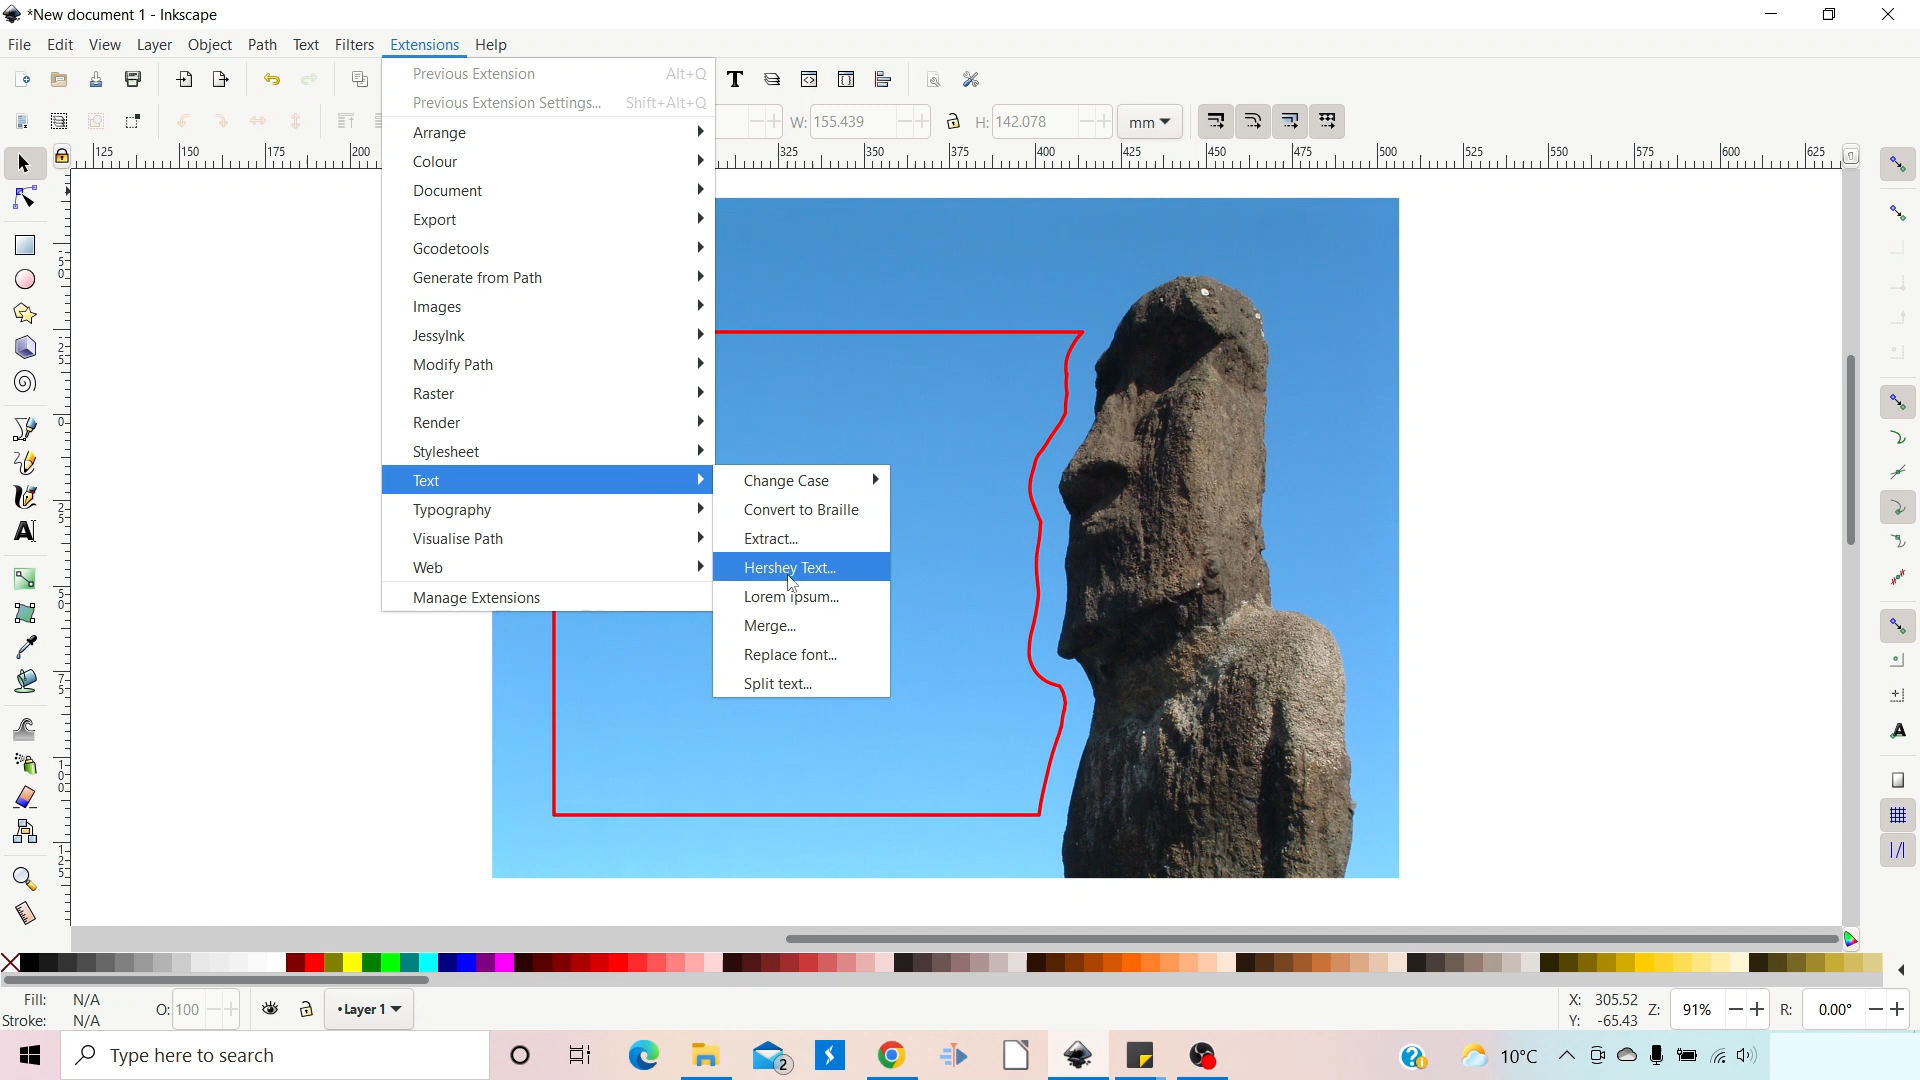 *New document 1 - Inkscape
File Edit View Layer Object Path Text Filters Extensions Help
Previous Extension Alt+Q
Previous Extension Settings... Shift+Alt+Q
W: 155.439 H: 142.078 mm
Arrange
Colour
Document
Export
Gcodetools
Generate from Path
Images
JessyInk
Modify Path
Raster
Render
Stylesheet
Text
Typography
Visualise Path
Web
Manage Extensions
Change Case
Convert to Braille
Extract...
Hershey Text...
Lorem ipsum...
Merge...
Replace font...
Split text...
125 150 175 200 325 350 375 400 425 450 475 500 525 550 575 600 625
Fill: N/A
Stroke: N/A
O: 100
•Layer 1
X: 305.52
Y: -65.43
Z: 91%
R: 0.00°
Type here to search
2
10°C